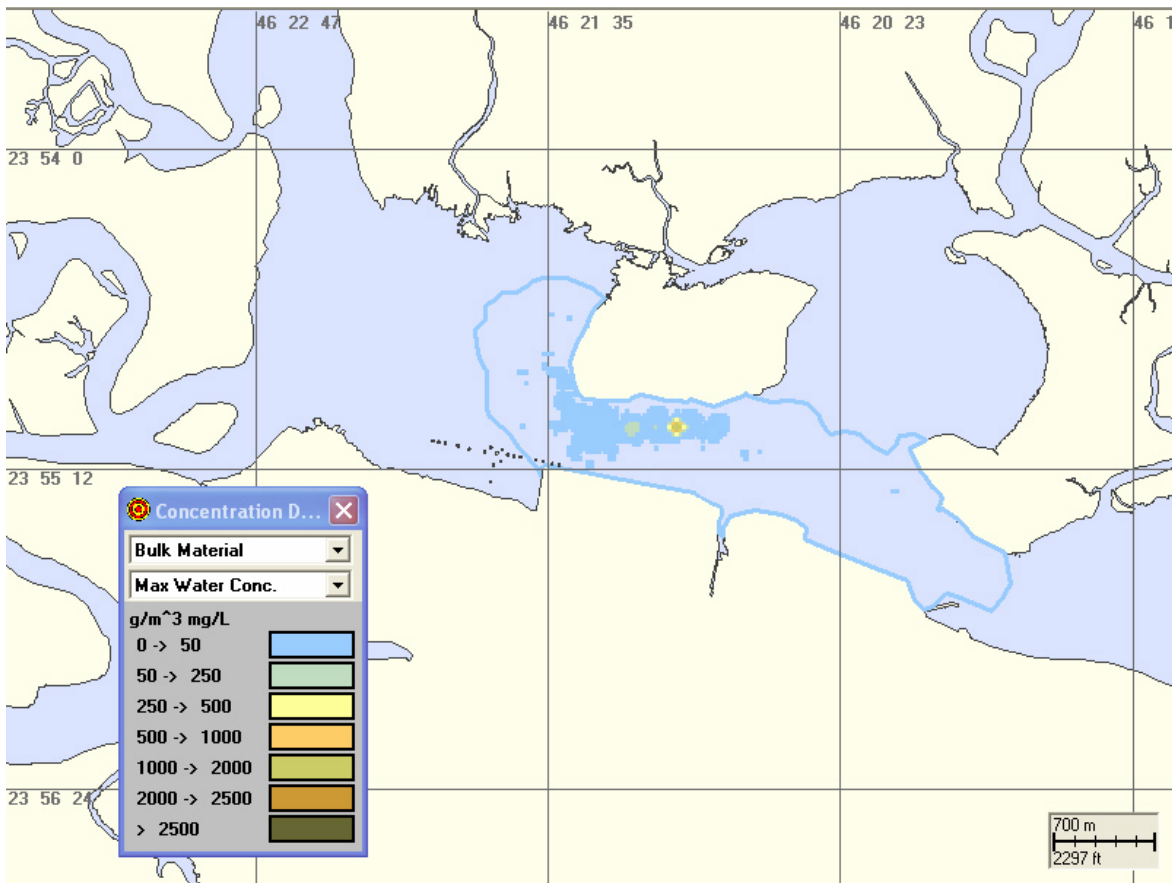 46 22 47
46 21 35
46 20 23
46 1
23 54 0
23 55 12
Concentration D...
Bulk Material
Max Water Conc.
g/m^3 mg/L
0 -> 50
50 -> 250
250 -> 500
500 -> 1000
1000 -> 2000
2000 -> 2500
> 2500
23 56 24
700 m
2297 ft